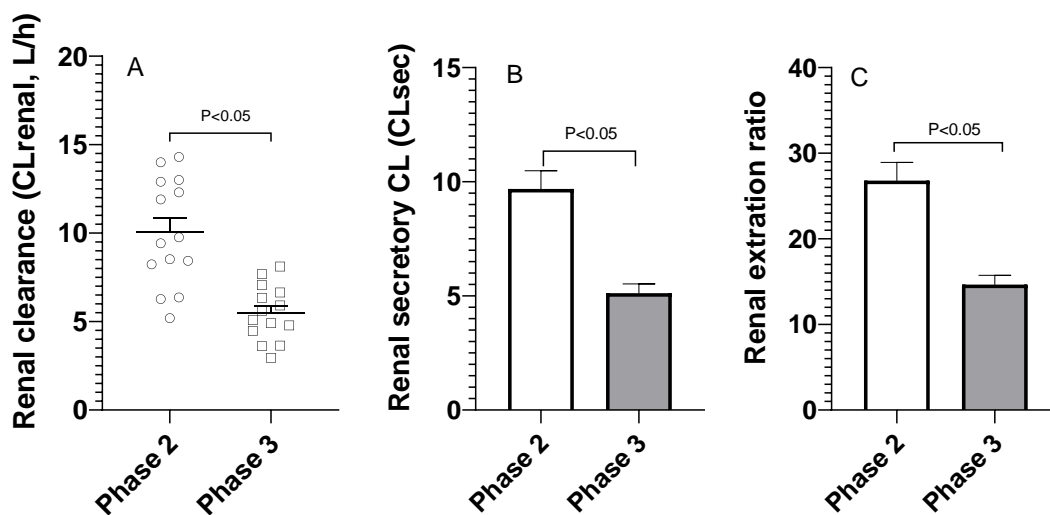 A
Renal clearance (CLrenal, L/h)
20
15
10
5
0
P<0.05
Phase 2
Phase 3
B
Renal secretory CL (CLsec)
15
10
5
0
P<0.05
Phase 2
Phase 3
C
Renal extration ratio
40
30
20
10
0
P<0.05
Phase 2
Phase 3